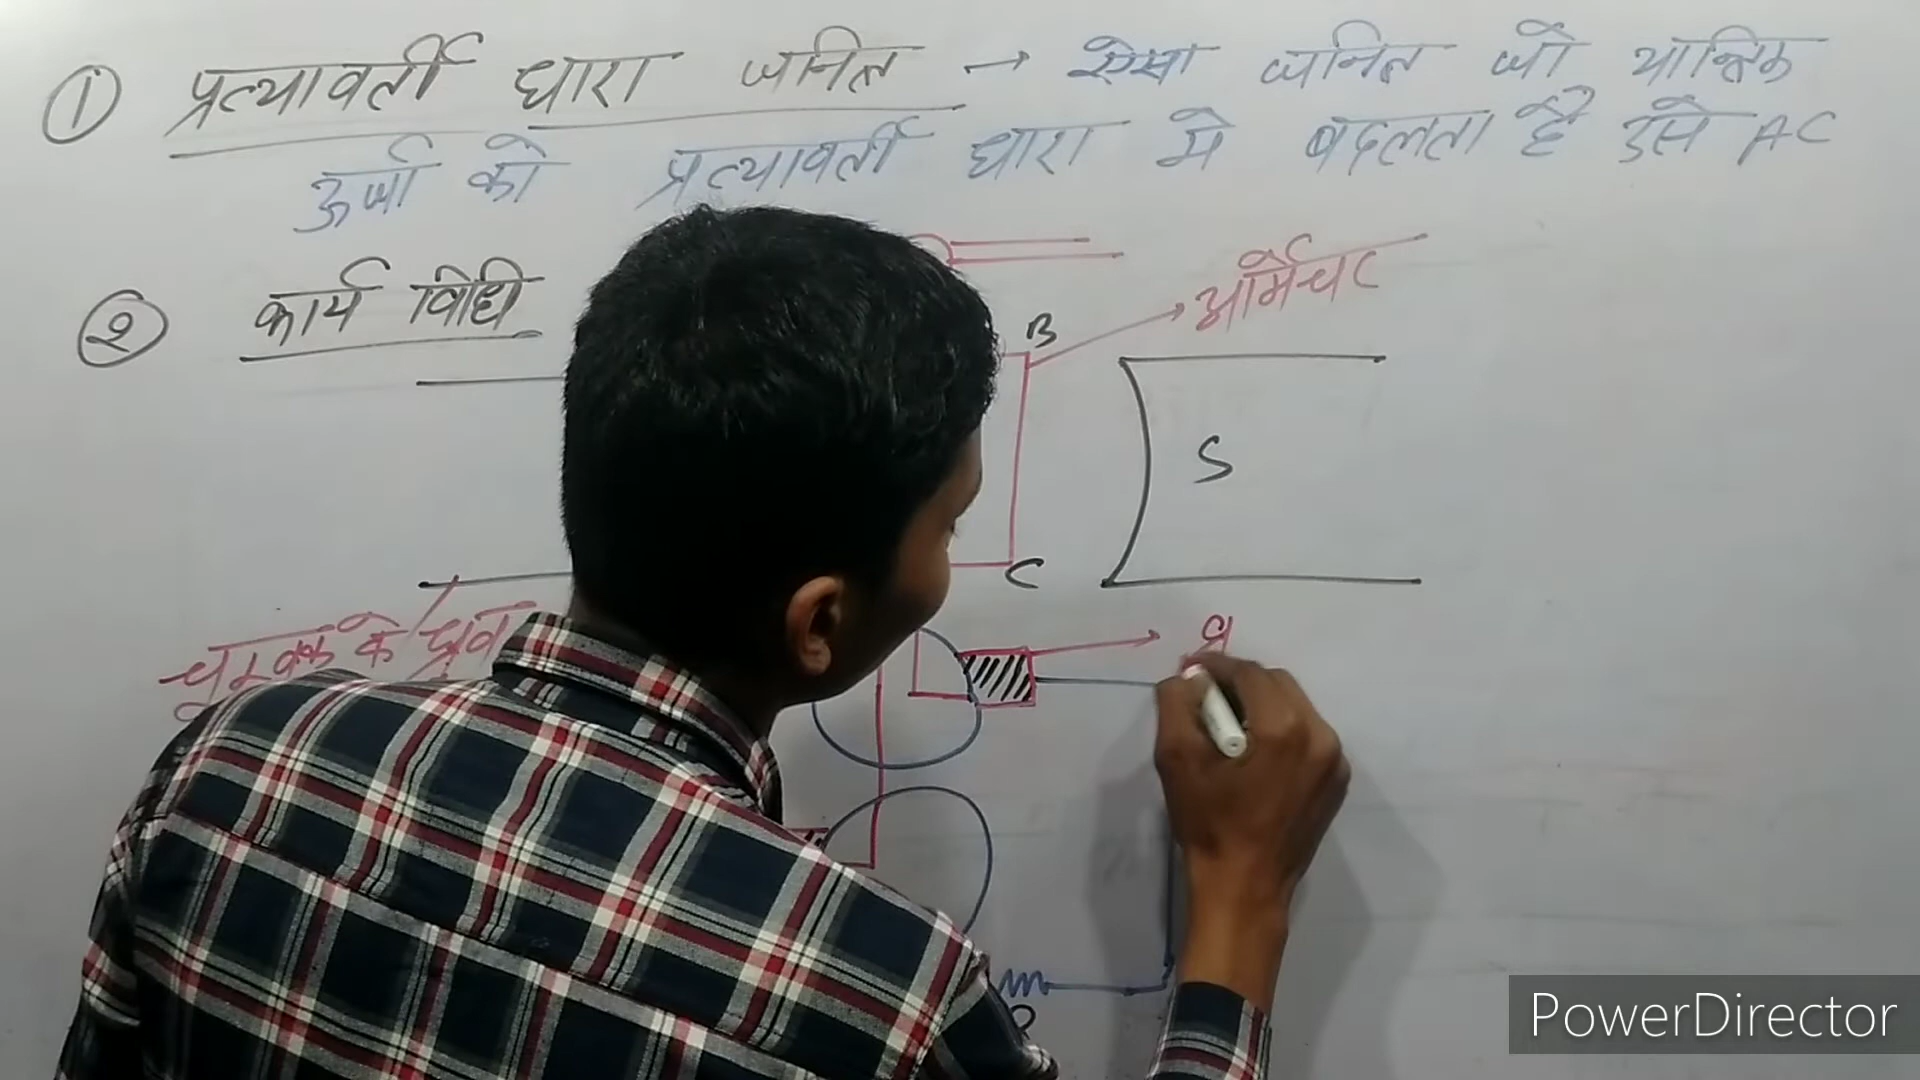 ① प्रत्यावर्ती धारा जनित्र → ऐसा जनित्र जो यान्त्रिक
ऊर्जा को प्रत्यावर्ती धारा मे बदलता है उसे AC
② कार्य विधि
आर्मेचर
B
S
C
चुम्बक के ध्रुव
PowerDirector